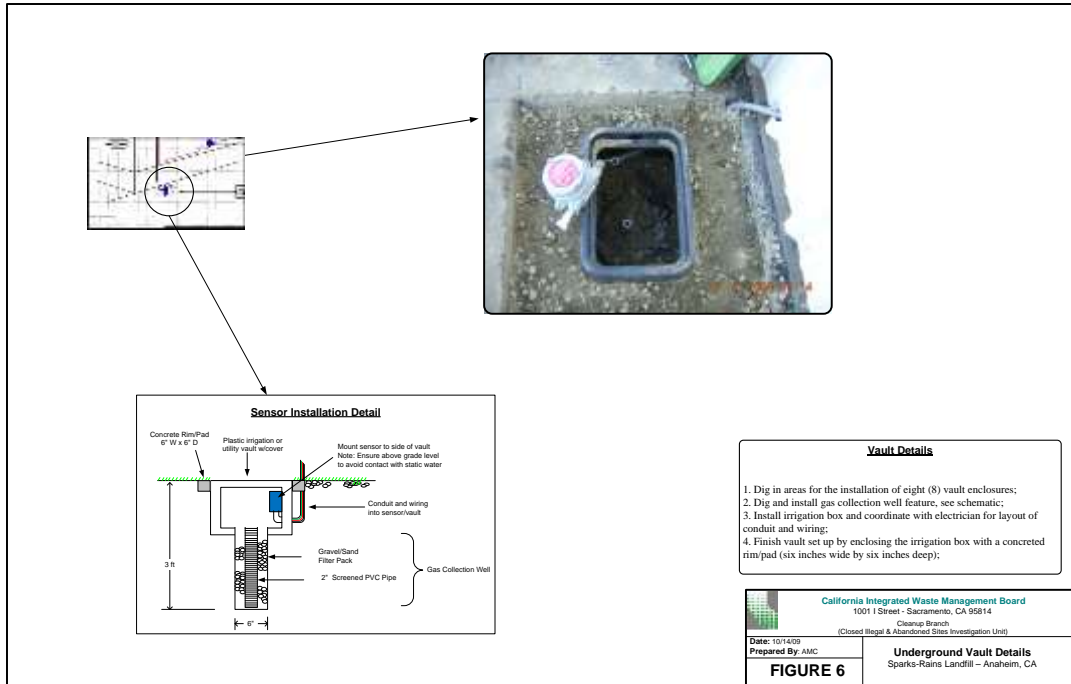 Sensor Installation Detail
Concrete Rim/Pad
6" W x 6" D
Plastic irrigation or
utility vault w/cover
Mount sensor to side of vault
Note: Ensure above grade level
to avoid contact with static water
Conduit and wiring
into sensor/vault
3 ft
Gravel/Sand
Filter Pack
2" Screened PVC Pipe
Gas Collection Well
6"
Vault Details
1. Dig in areas for the installation of eight (8) vault enclosures;
2. Dig and install gas collection well feature, see schematic;
3. Install irrigation box and coordinate with electrician for layout of
conduit and wiring;
4. Finish vault set up by enclosing the irrigation box with a concreted
rim/pad (six inches wide by six inches deep);
California Integrated Waste Management Board
1001 I Street - Sacramento, CA 95814
Cleanup Branch
(Closed Illegal & Abandoned Sites Investigation Unit)
Date: 10/14/09
Prepared By: AMC
FIGURE 6
Underground Vault Details
Sparks-Rains Landfill – Anaheim, CA